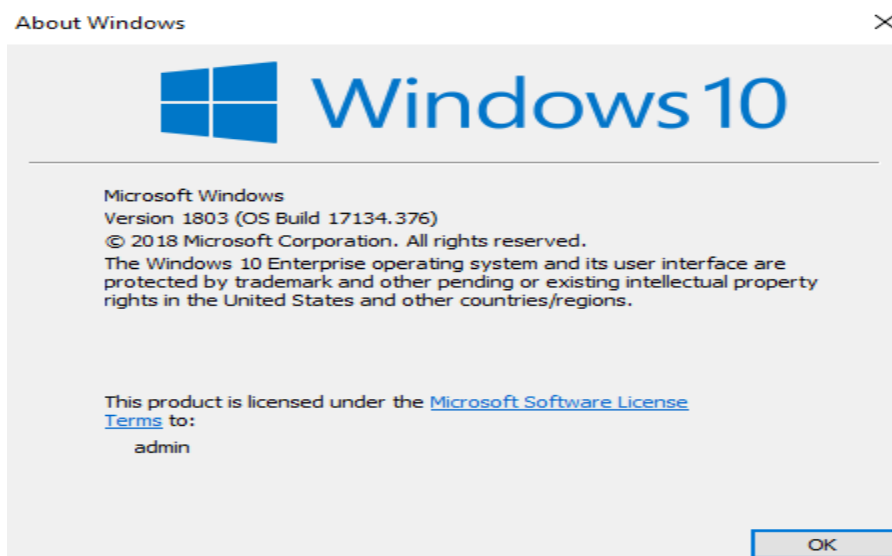 About Windows
Windows 10
Microsoft Windows
Version 1803 (OS Build 17134.376)
© 2018 Microsoft Corporation. All rights reserved.
The Windows 10 Enterprise operating system and its user interface are
protected by trademark and other pending or existing intellectual property
rights in the United States and other countries/regions.
This product is licensed under the Microsoft Software License
Terms to:
admin
OK